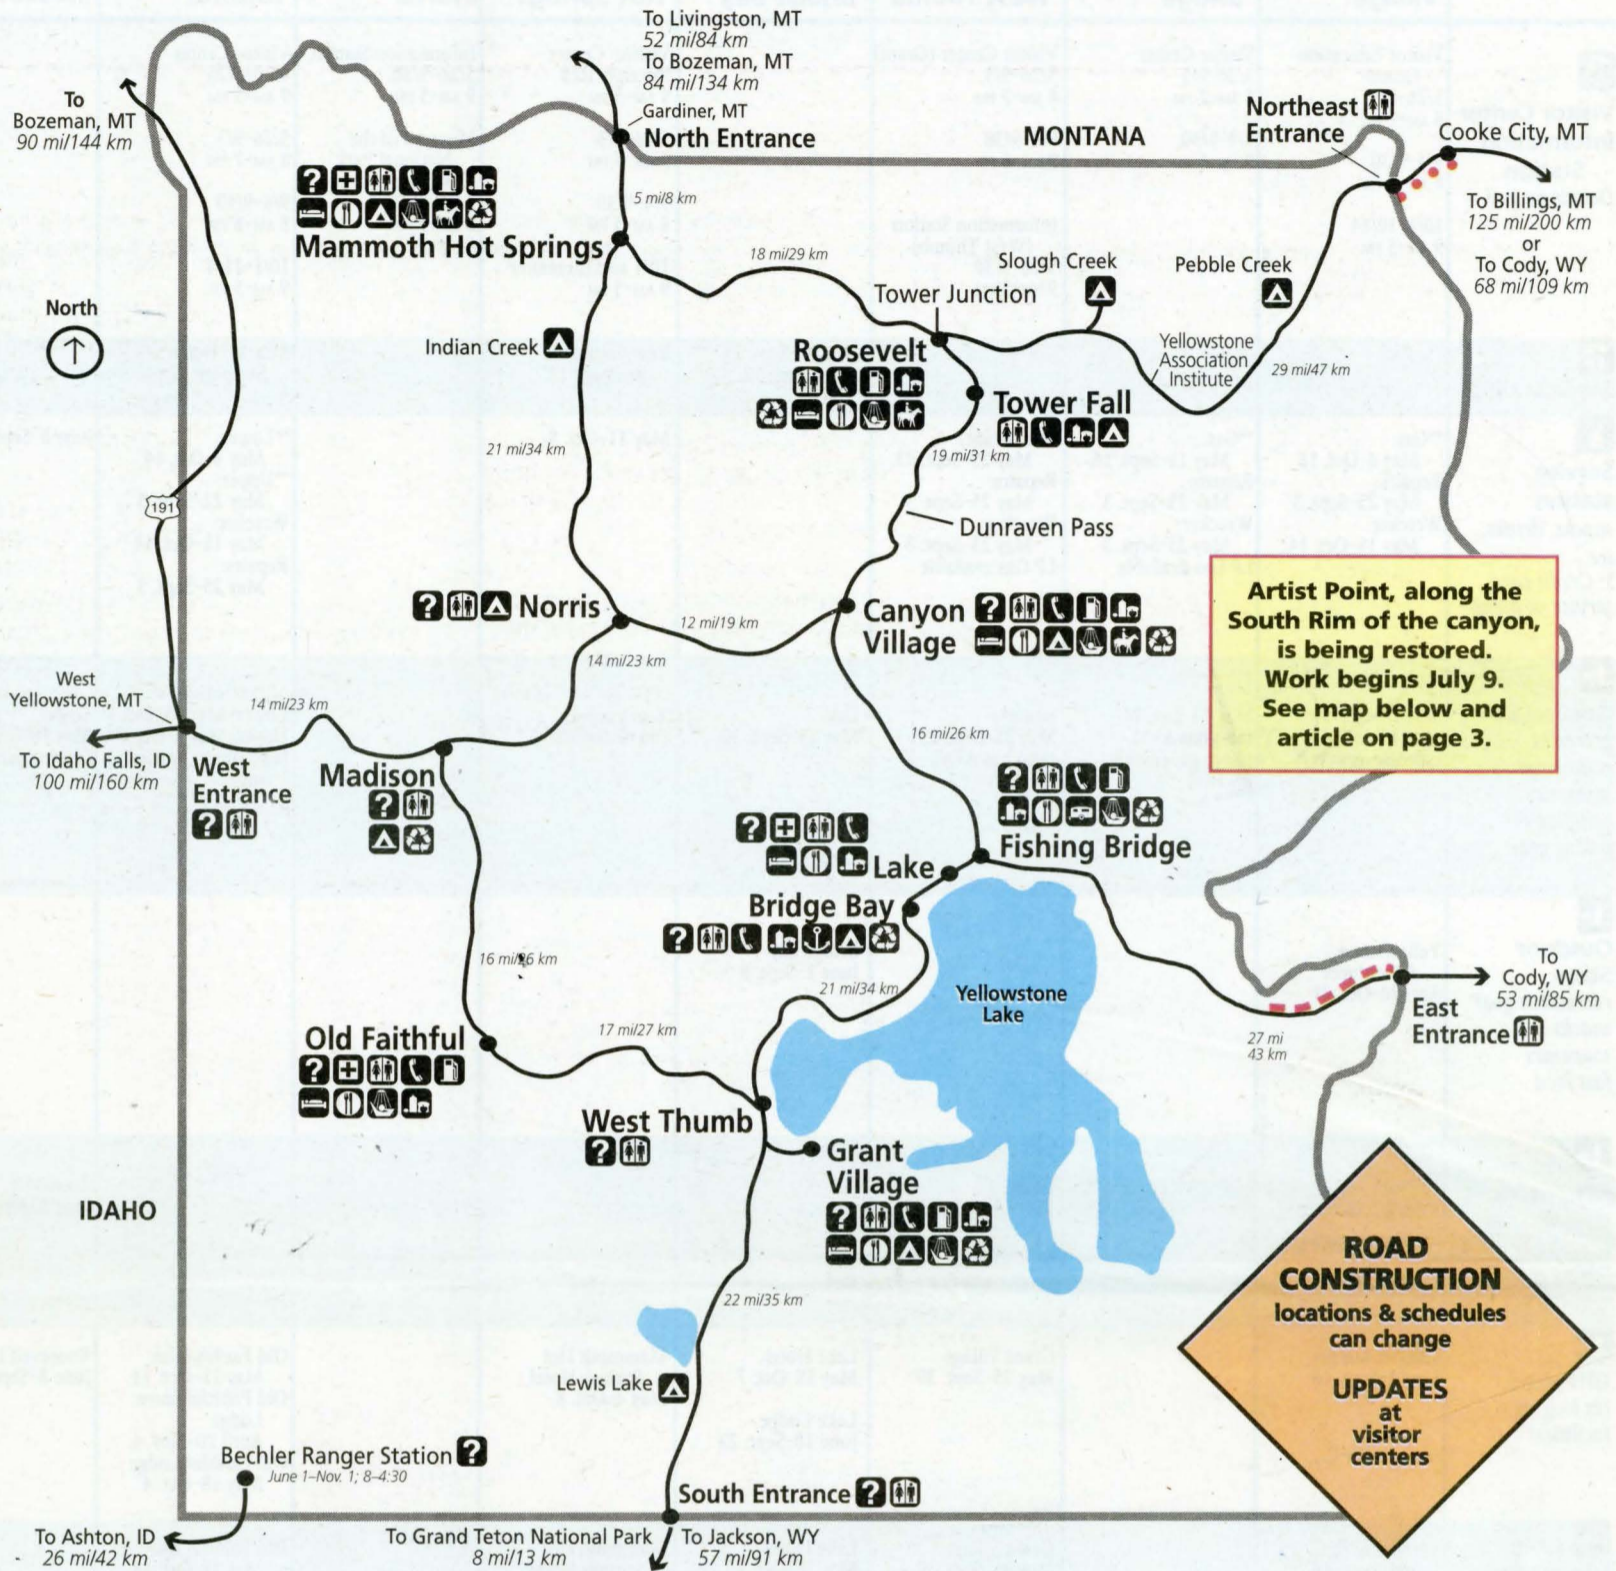 To Livingston, MT
52 mi/84 km
To Bozeman, MT
84 mi/134 km
Gardiner, MT
North Entrance
MONTANA
Northeast
Entrance
Cooke City, MT
To
Bozeman, MT
90 mi/144 km
To Billings, MT
125 mi/200 km
or
To Cody, WY
68 mi/109 km
5 mi/8 km
?
Mammoth Hot Springs
18 mi/29 km
Slough Creek
Pebble Creek
Tower Junction
North
Indian Creek
Roosevelt
Yellowstone
Association
Institute
29 mi/47 km
Tower Fall
21 mi/34 km
19 mi/31 km
191
Dunraven Pass
Artist Point, along the
South Rim of the canyon,
is being restored.
Work begins July 9.
See map below and
article on page 3.
? Norris
12 mi/19 km
Canyon ?
Village
14 mi/23 km
West
Yellowstone, MT
14 mi/23 km
16 mi/26 km
To Idaho Falls, ID
100 mi/160 km
West
Entrance
?
Madison
?
?
Fishing Bridge
?
Lake
Bridge Bay
?
16 mi/26 km
21 mi/34 km
Yellowstone
Lake
To
Cody, WY
53 mi/85 km
East
Entrance
27 mi
43 km
Old Faithful
?
17 mi/27 km
West Thumb
?
Grant
Village
?
IDAHO
22 mi/35 km
Lewis Lake
ROAD
CONSTRUCTION
locations & schedules
can change
UPDATES
at
visitor
centers
Bechler Ranger Station ?
June 1–Nov. 1; 8–4:30
South Entrance ?
To Ashton, ID
26 mi/42 km
To Grand Teton National Park
8 mi/13 km
To Jackson, WY
57 mi/91 km